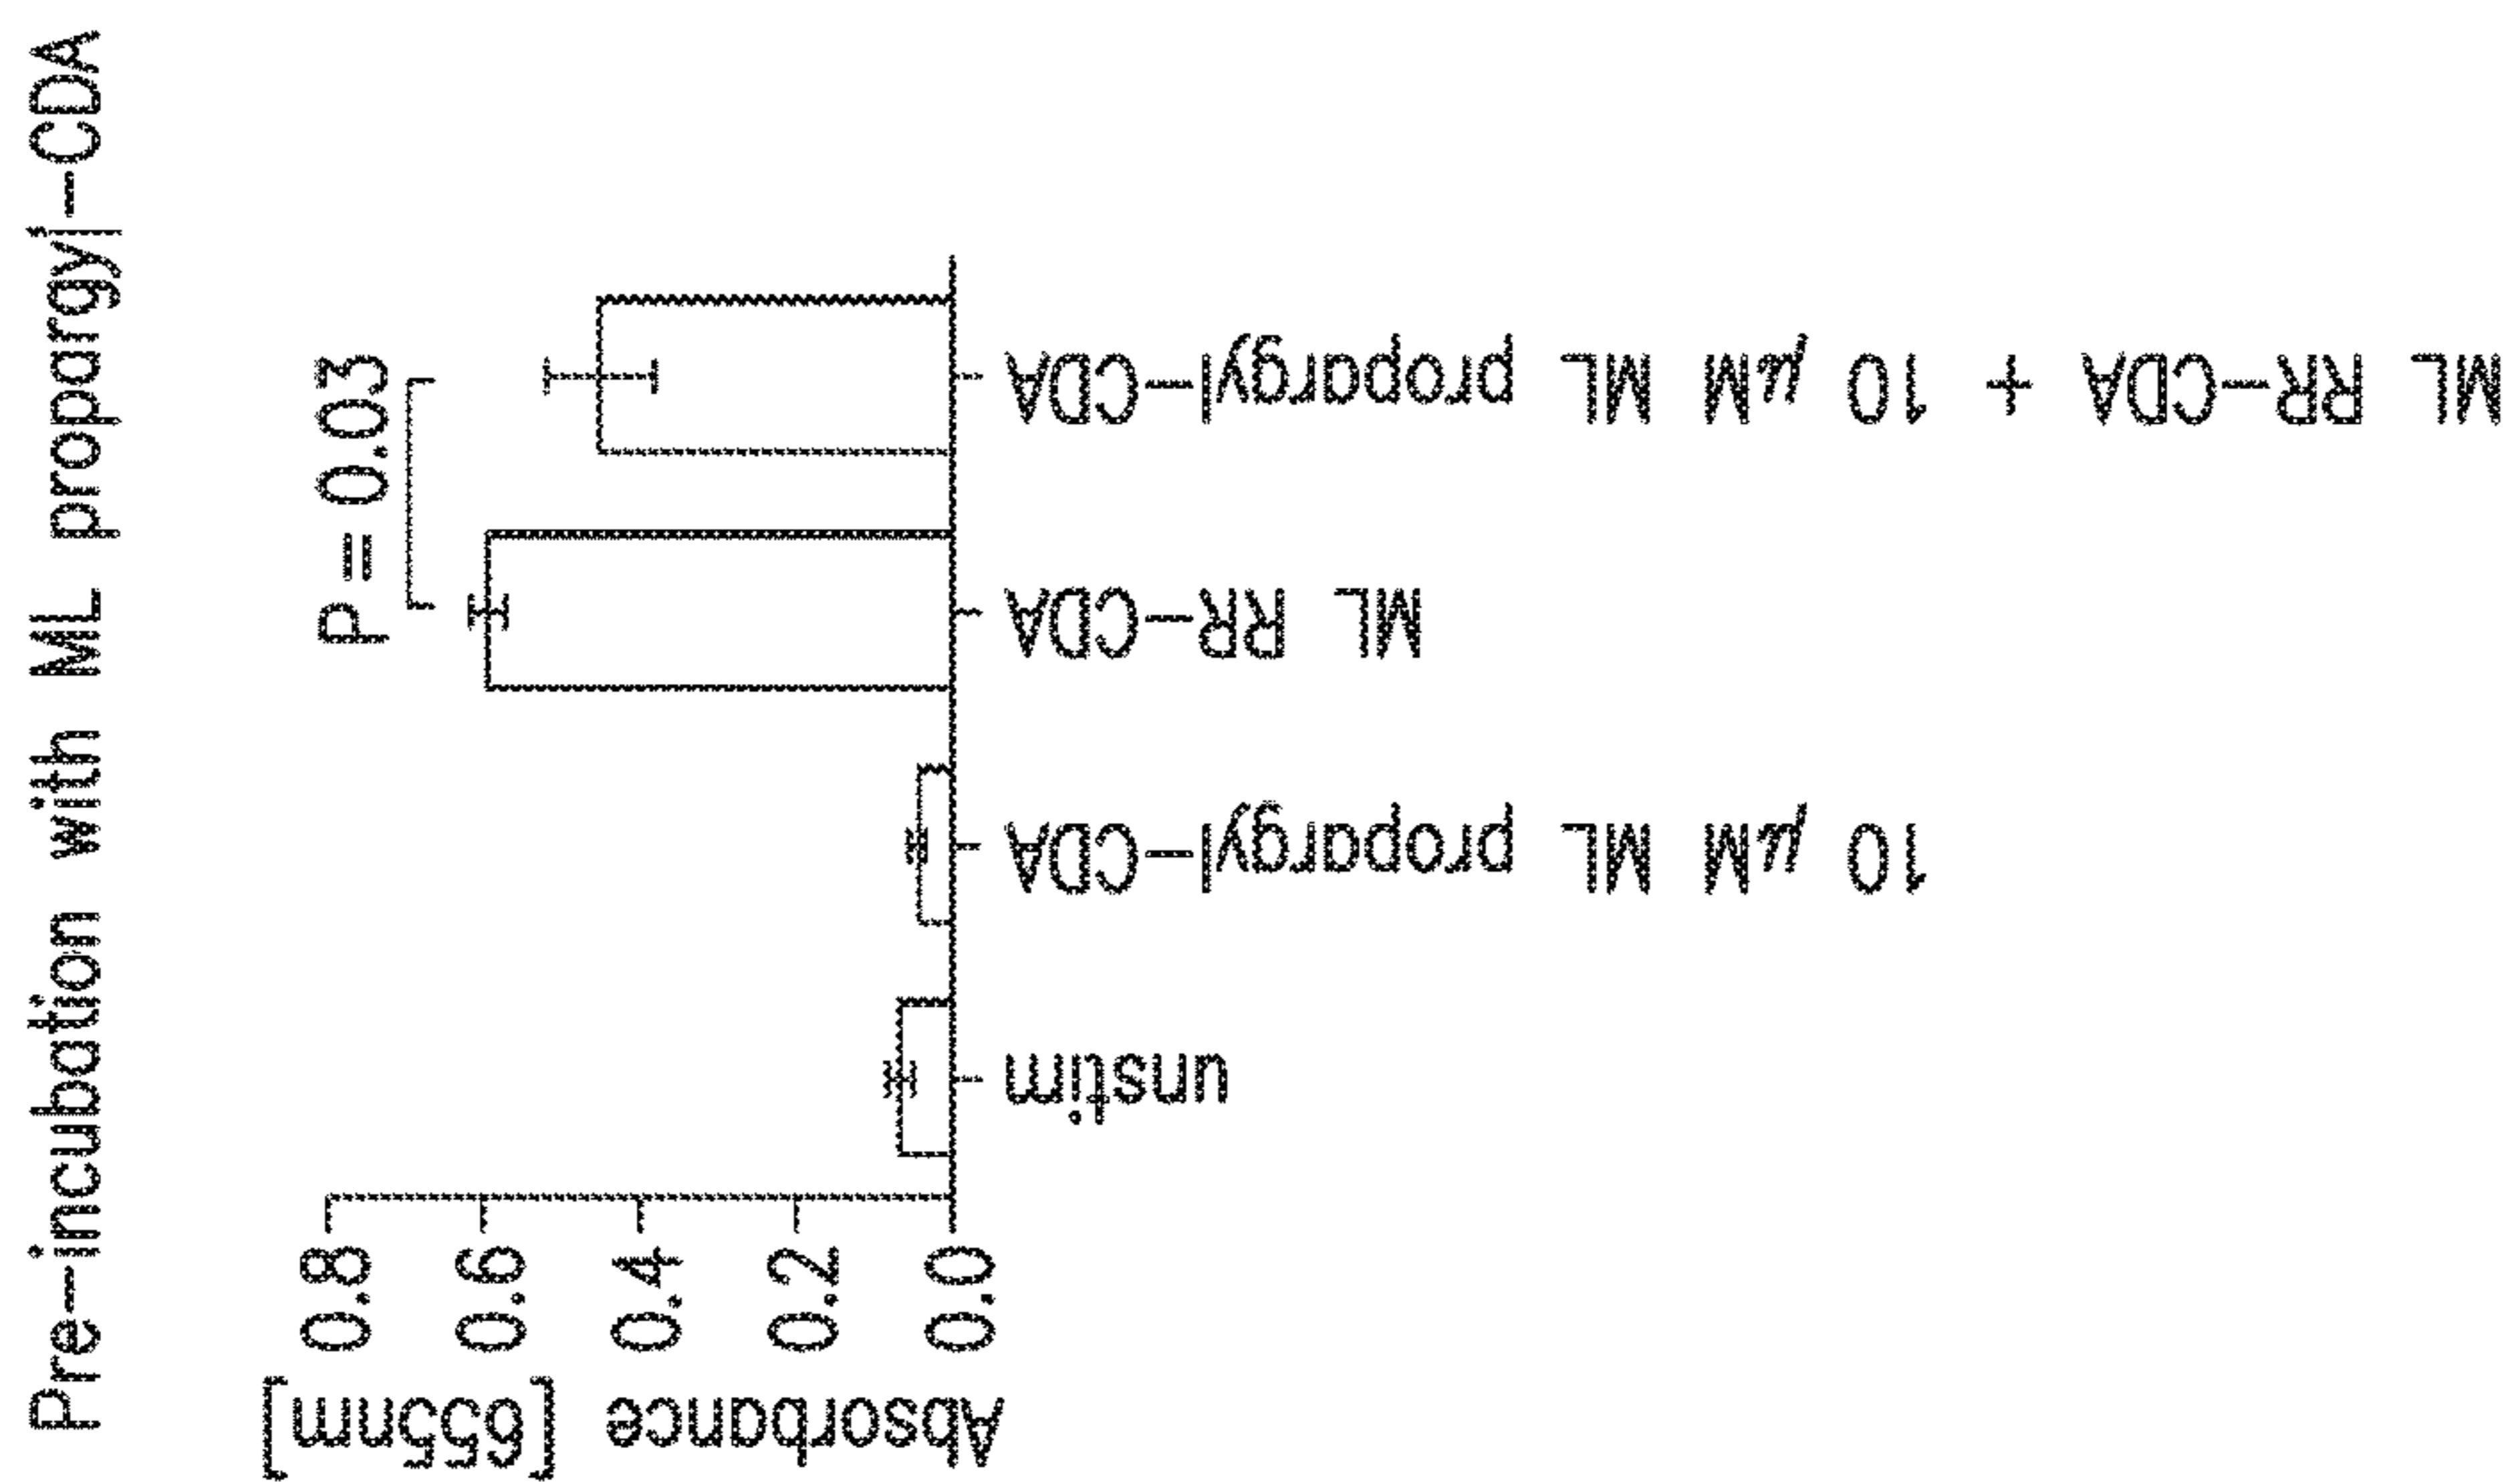 Pre-incubation with ML propargyl-CDA
P = 0.03
Absorbance [655nm]
0.8
0.6
0.4
0.2
0.0
unstim
10 μM ML propargyl-CDA
ML RR-CDA
ML RR-CDA + 10 μM ML propargyl-CDA